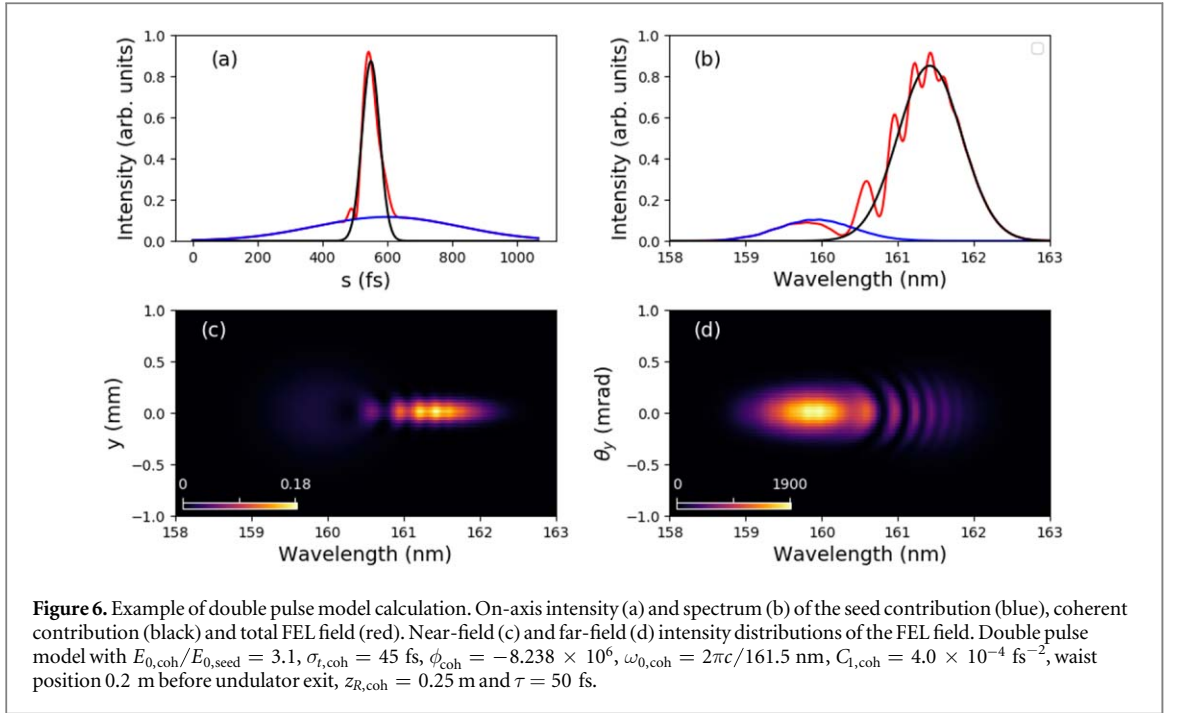 (a)
Intensity (arb. units)
1.0
0.8
0.6
0.4
0.2
0.0
0 200 400 600 800 1000
s (fs)
(b)
Intensity (arb. units)
1.0
0.8
0.6
0.4
0.2
0.0
158 159 160 161 162 163
Wavelength (nm)
(c)
y (mm)
1.0
0.5
0.0
−0.5
−1.0
0 0.18
158 159 160 161 162 163
Wavelength (nm)
(d)
θy (mrad)
1.0
0.5
0.0
−0.5
−1.0
0 1900
158 159 160 161 162 163
Wavelength (nm)
Figure 6. Example of double pulse model calculation. On-axis intensity (a) and spectrum (b) of the seed contribution (blue), coherent
contribution (black) and total FEL field (red). Near-field (c) and far-field (d) intensity distributions of the FEL field. Double pulse
model with E0,coh/E0,seed = 3.1, σt,coh = 45 fs, ϕcoh = −8.238 × 10⁶, ω0,coh = 2πc/161.5 nm, C1,coh = 4.0 × 10⁻⁴ fs⁻², waist
position 0.2 m before undulator exit, zR,coh = 0.25 m and τ = 50 fs.